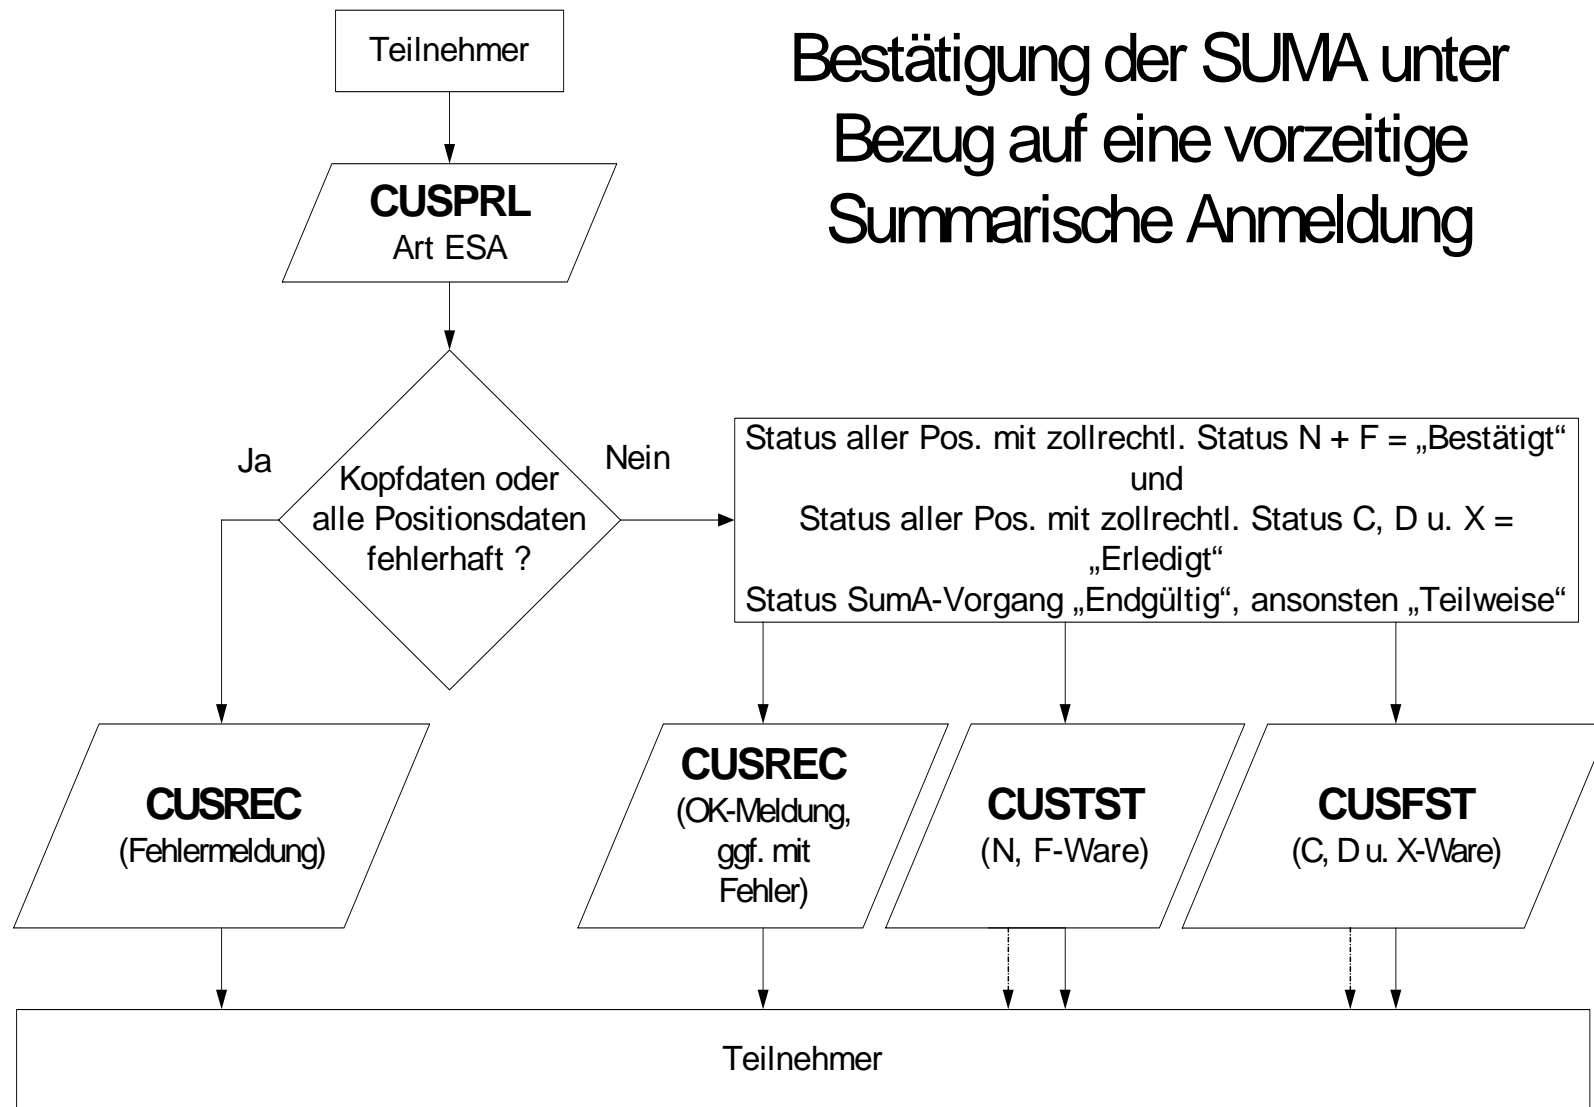 Teilnehmer
Bestätigung der SUMA unter
Bezug auf eine vorzeitige
Summarische Anmeldung
CUSPRL
Art ESA
Ja
Nein
Kopfdaten oder
alle Positionsdaten
fehlerhaft ?
Status aller Pos. mit zollrechtl. Status N + F = „Bestätigt“
und
Status aller Pos. mit zollrechtl. Status C, D u. X =
„Erledigt“
Status SumA-Vorgang „Endgültig“, ansonsten „Teilweise“
CUSREC
(Fehlermeldung)
CUSREC
(OK-Meldung,
ggf. mit
Fehler)
CUSTST
(N, F-Ware)
CUSFST
(C, D u. X-Ware)
Teilnehmer